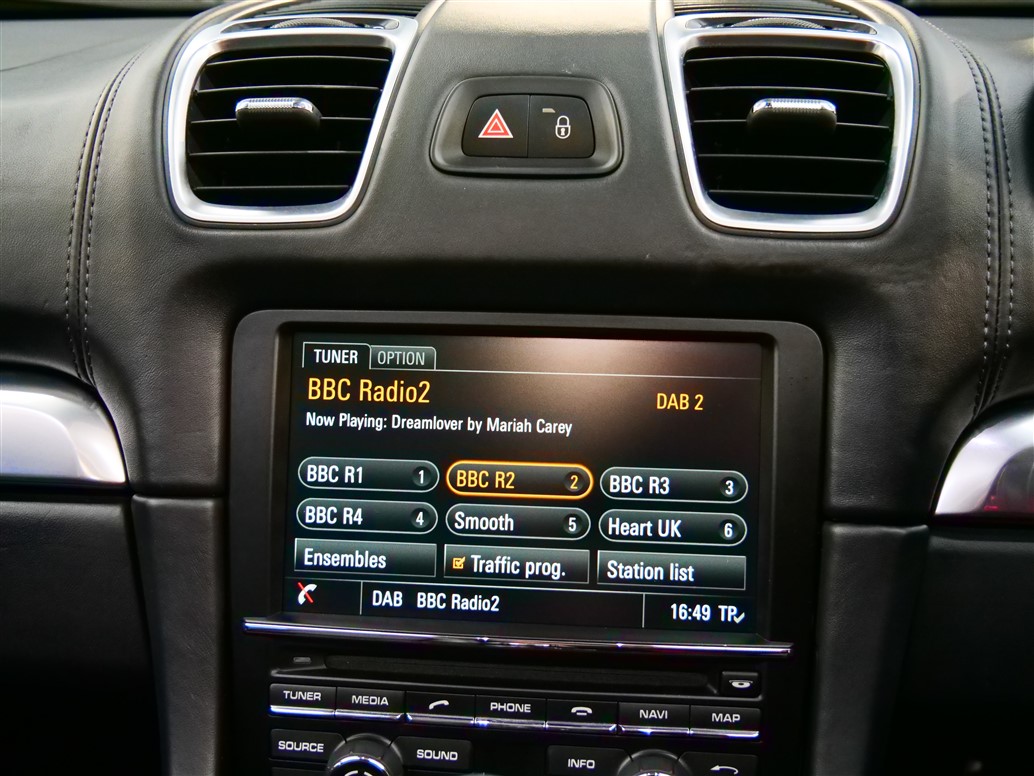 TUNER OPTION
BBC Radio2 DAB 2
Now Playing: Dreamlover by Mariah Carey
BBC R1 1 BBC R2 2 BBC R3 3
BBC R4 4 Smooth 5 Heart UK 6
Ensembles Traffic prog. Station list
DAB BBC Radio2 16:49 TP
TUNER MEDIA PHONE NAVI MAP
SOURCE SOUND INFO